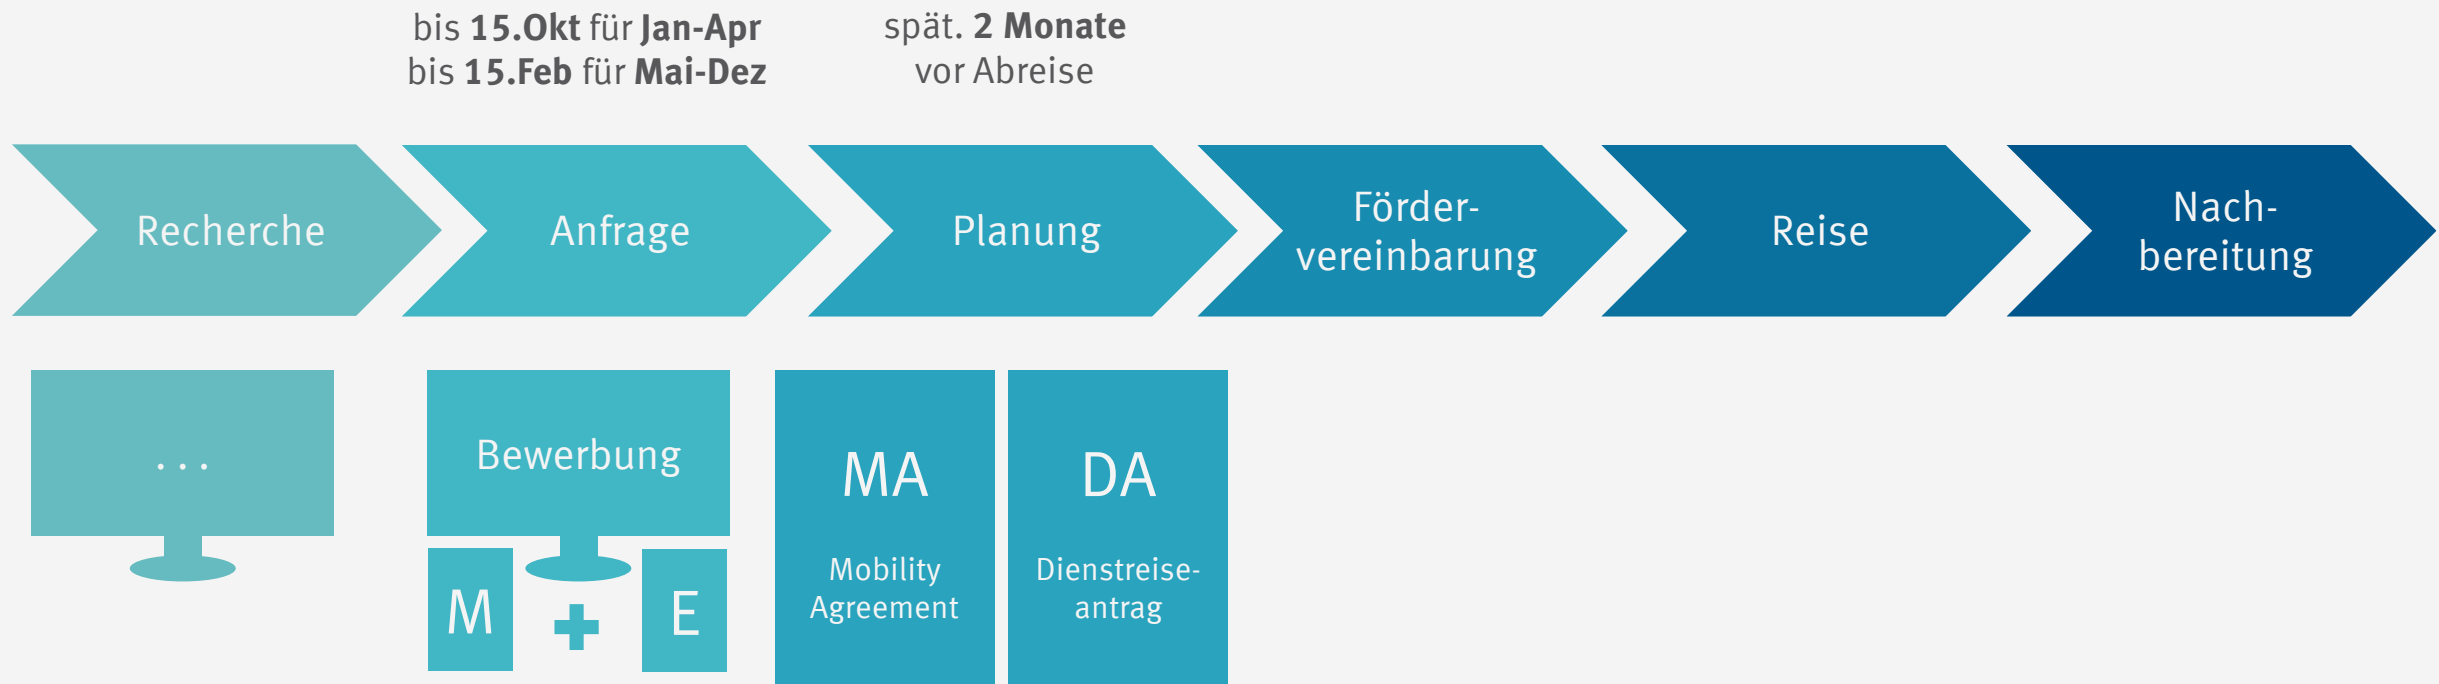 bis 15.Okt für Jan-Apr
bis 15.Feb für Mai-Dez
spät. 2 Monate
vor Abreise
Recherche
Anfrage
Planung
Förder-
vereinbarung
Reise
Nach-
bereitung
...
Bewerbung
M
E
MA
Mobility
Agreement
DA
Dienstreise-
antrag